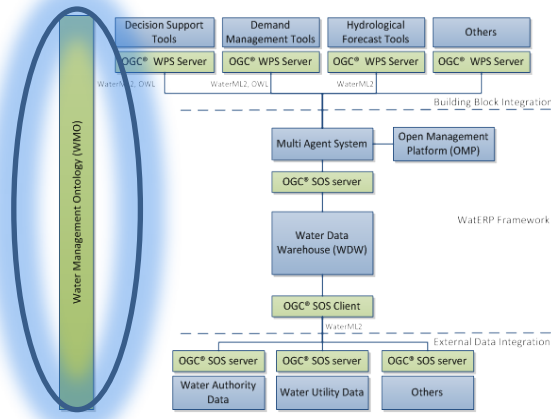 Water Management Ontology (WMO)
Decision Support
Tools
Demand
Management Tools
Hydrological
Forecast Tools
Others
OGC® WPS Server
OGC® WPS Server
OGC® WPS Server
OGC® WPS Server
WaterML2, OWL
WaterML2, OWL
WaterML2
Building Block Integration
Multi Agent System
Open Management
Platform (OMP)
OGC® SOS server
Water Data
Warehouse (WDW)
WatERP Framework
OGC® SOS Client
WaterML2
External Data Integration
OGC® SOS server
OGC® SOS server
OGC® SOS server
Water Authority
Data
Water Utility Data
Others